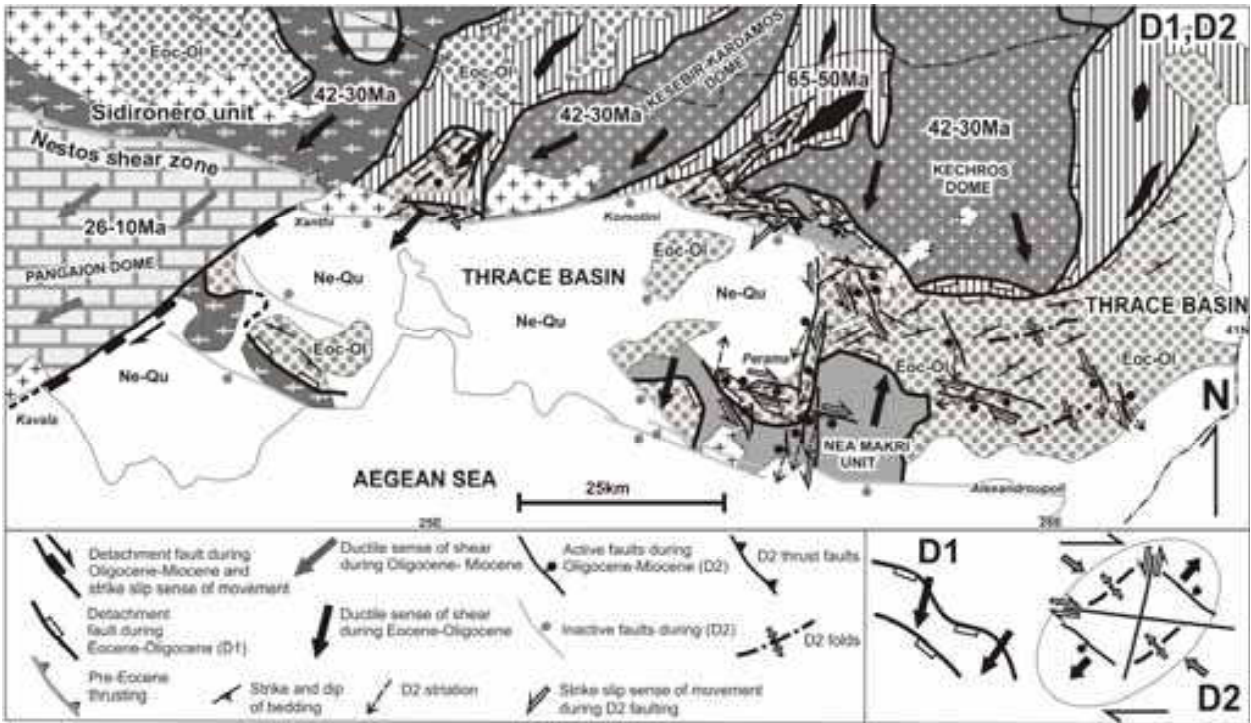 D1;D2
Eoc-Ol
Eoc-Ol
42-30Ma
65-50Ma
KESEBIR-KARDAMOS
DOME
42-30Ma
42-30Ma
Sidironero unit
Nestos shear zone
KECHROS
DOME
Xanthi
Komotini
26-10Ma
PANGAJON DOME
Eoc-Ol
Ne-Qu
THRACE BASIN
Ne-Qu
THRACE BASIN
Ne-Qu
41N
Eoc-Ol
Perama
Eoc-Ol
Eoc-Ol
Ne-Qu
N
Kavala
NEA MAKRI
UNIT
AEGEAN SEA
25km
Alexandroupoli
25E
26E
Detachment fault during
Oligocene-Miocene and
strike slip sense of movement
Ductile sense of shear
during Oligocene- Miocene
Active faults during
Oligocene-Miocene (D2)
D2 thrust faults
Detachment
fault during
Eocene-Oligocene (D1)
Ductile sense of shear
during Eocene-Oligocene
Inactive faults during (D2)
D2 folds
Pre-Eocene
thrusting
Strike and dip
of bedding
D2 striation
Strike slip sense of movement
during D2 faulting
D1
D2